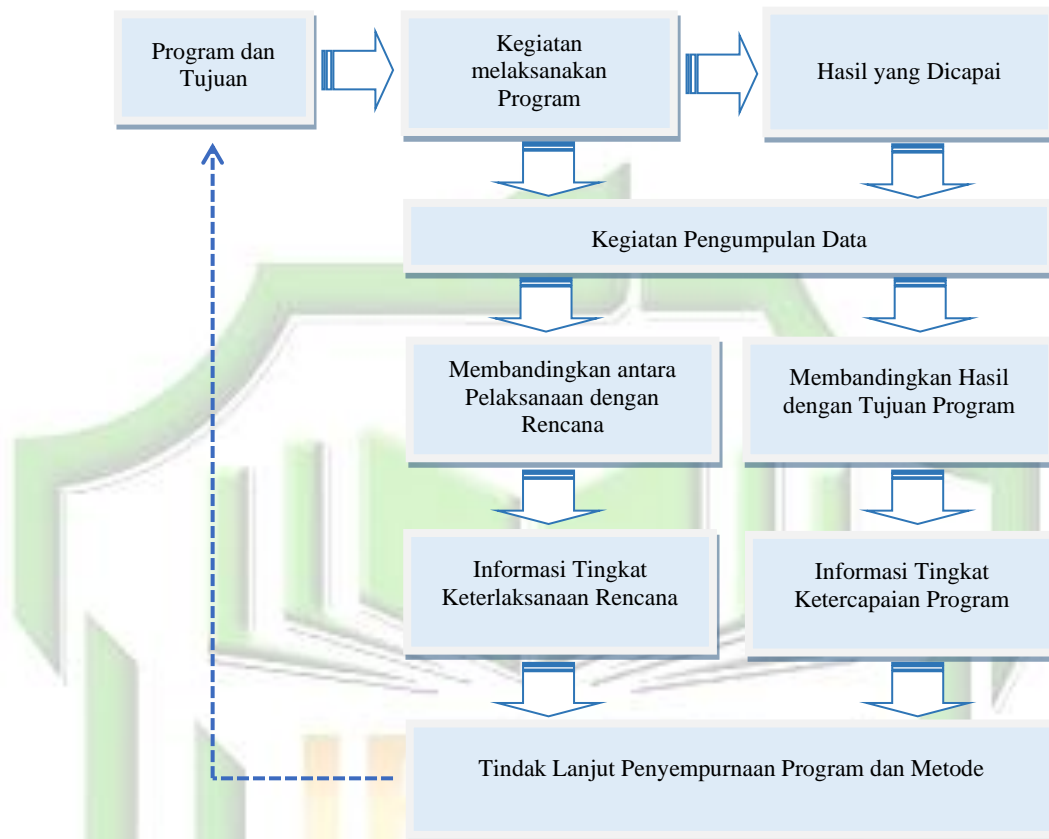 Program dan
Tujuan
Kegiatan
melaksanakan
Program
Hasil yang Dicapai
Kegiatan Pengumpulan Data
Membandingkan antara
Pelaksanaan dengan
Rencana
Membandingkan Hasil
dengan Tujuan Program
Informasi Tingkat
Keterlaksanaan Rencana
Informasi Tingkat
Ketercapaian Program
Tindak Lanjut Penyempurnaan Program dan Metode